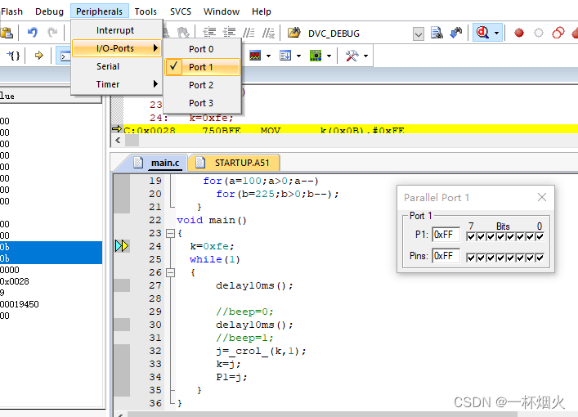 Flash Debug Peripherals Tools SVCS Window Help
Interrupt
I/O-Ports
Serial
Timer
Port 0
Port 1
Port 2
Port 3
DVC_DEBUG
alue
00
00
00
00
00
00
00
00
0b
0b
0000
0x0028
9
00019450
00
23
24: k=0xfe;
C:0x0028 750BFE MOV k(0x0B),#0xFE
main.c STARTUP.A51
19 for(a=100;a>0;a--)
20 for(b=225;b>0;b--);
21 }
22 void main()
23 {
24 k=0xfe;
25 while(1)
26 {
27 delay10ms();
28
29 //beep=0;
30 delay10ms();
31 //beep=1;
32 j=_crol_(k,1);
33 k=j;
34 P1=j;
35 }
36 }
Parallel Port 1
Port 1
7 Bits 0
P1: 0xFF
Pins: 0xFF
CSDN @一杯烟火